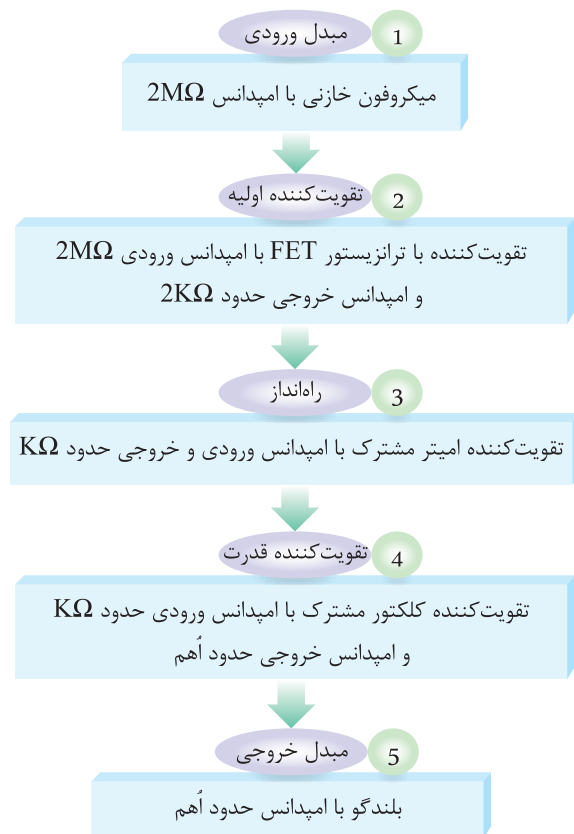 1 مبدل ورودی
میکروفون خازنی با امپدانس 2MΩ
2 تقویت‌کننده اولیه
تقویت‌کننده با ترانزیستور FET با امپدانس ورودی 2MΩ
و امپدانس خروجی حدود 2KΩ
3 راه‌انداز
تقویت‌کننده امیتر مشترک با امپدانس ورودی و خروجی حدود KΩ
4 تقویت‌کننده قدرت
تقویت‌کننده کلکتور مشترک با امپدانس ورودی حدود KΩ
و امپدانس خروجی حدود اُهم
5 مبدل خروجی
بلندگو با امپدانس حدود اُهم